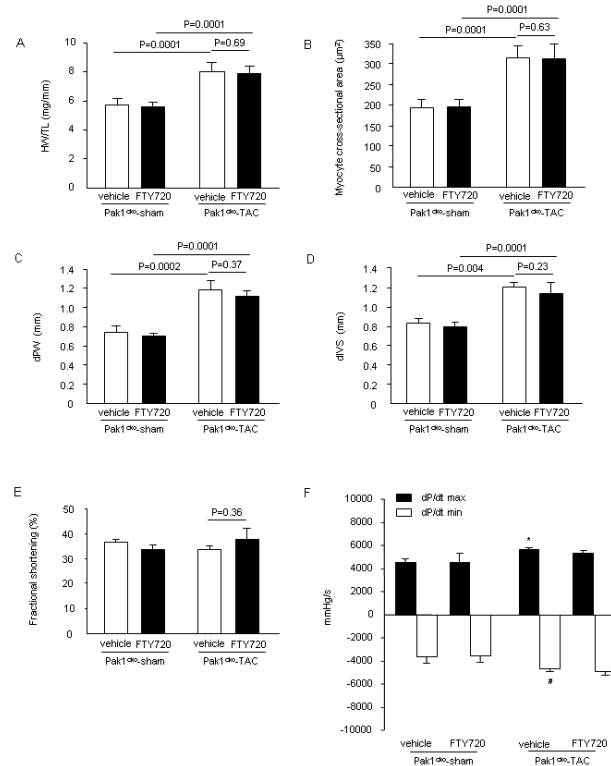 A
P=0.0001
P=0.0001
P=0.69
HW/TL (mg/mm)
10
8
6
4
2
0
vehicle FTY720 vehicle FTY720
Pak1cko-sham Pak1cko-TAC
B
P=0.0001
P=0.0001
P=0.63
Myocyte cross-sectional area (µm²)
350
300
250
200
150
100
50
0
vehicle FTY720 vehicle FTY720
Pak1cko-sham Pak1cko-TAC
C
P=0.0001
P=0.0002
P=0.37
dPW (mm)
1.4
1.2
1.0
0.8
0.6
0.4
0.2
0
vehicle FTY720 vehicle FTY720
Pak1cko-sham Pak1cko-TAC
D
P=0.0001
P=0.004
P=0.23
dIVS (mm)
1.4
1.2
1.0
0.8
0.6
0.4
0.2
0
vehicle FTY720 vehicle FTY720
Pak1cko-sham Pak1cko-TAC
E
P=0.36
Fractional shortening (%)
50
40
30
20
10
0
vehicle FTY720 vehicle FTY720
Pak1cko-sham Pak1cko-TAC
F
dP/dt max
dP/dt min
mmHg/s
10000
8000
6000
4000
2000
0
-2000
-4000
-6000
-8000
-10000
*
#
vehicle FTY720 vehicle FTY720
Pak1cko-sham Pak1cko-TAC